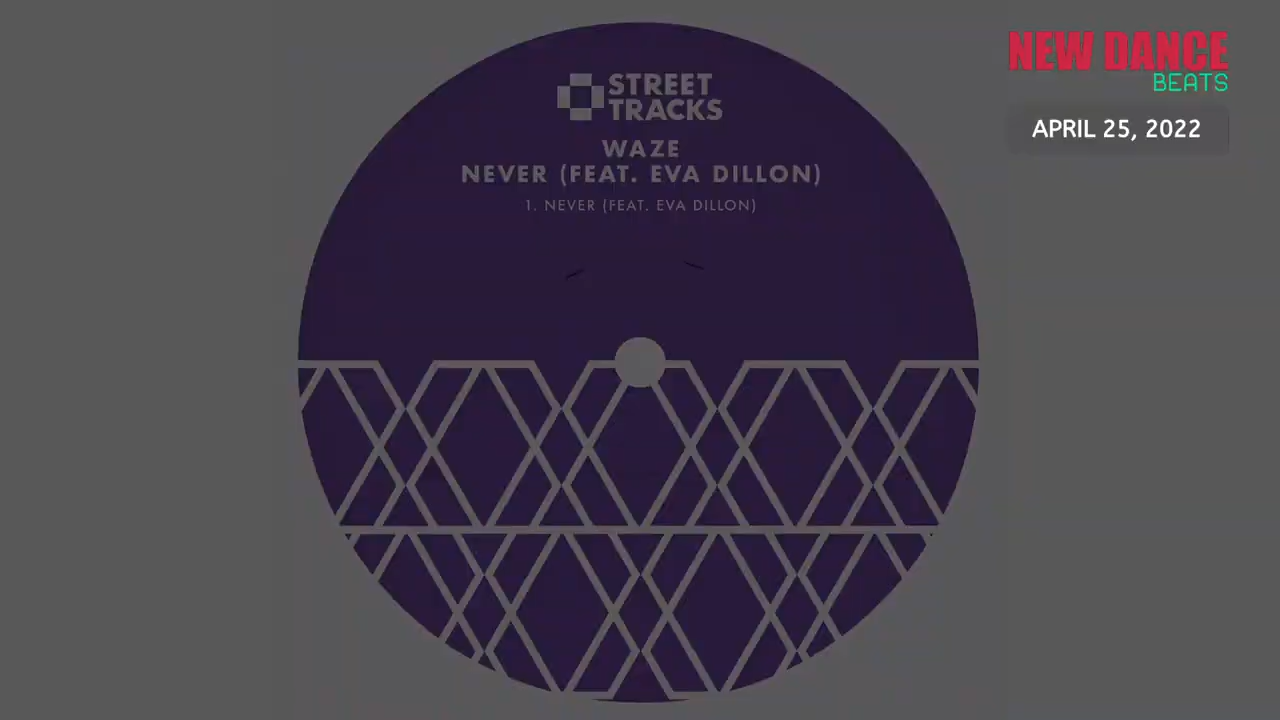 NEW DANCE
BEATS
APRIL 25, 2022
STREET
TRACKS
WAZE
NEVER (FEAT. EVA DILLON)
1. NEVER (FEAT. EVA DILLON)